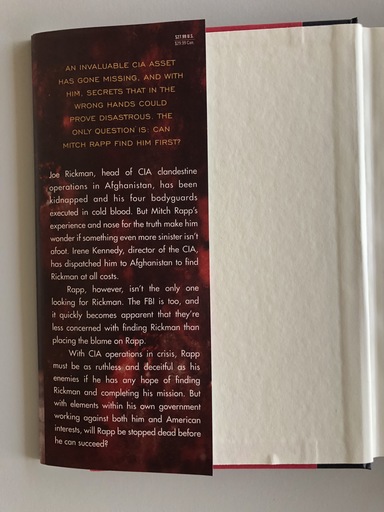 $27.99 U.S.
$29.99 Can.
AN INVALUABLE CIA ASSET
HAS GONE MISSING, AND WITH
HIM, SECRETS THAT IN THE
WRONG HANDS COULD
PROVE DISASTROUS. THE
ONLY QUESTION IS: CAN
MITCH RAPP FIND HIM FIRST?
Joe Rickman, head of CIA clandestine
operations in Afghanistan, has been
kidnapped and his four bodyguards
executed in cold blood. But Mitch Rapp's
experience and nose for the truth make him
wonder if something even more sinister isn't
afoot. Irene Kennedy, director of the CIA,
has dispatched him to Afghanistan to find
Rickman at all costs.
Rapp, however, isn't the only one
looking for Rickman. The FBI is too, and
it quickly becomes apparent that they're
less concerned with finding Rickman than
placing the blame on Rapp.
With CIA operations in crisis, Rapp
must be as ruthless and deceitful as his
enemies if he has any hope of finding
Rickman and completing his mission. But
with elements within his own government
working against both him and American
interests, will Rapp be stopped dead before
he can succeed?